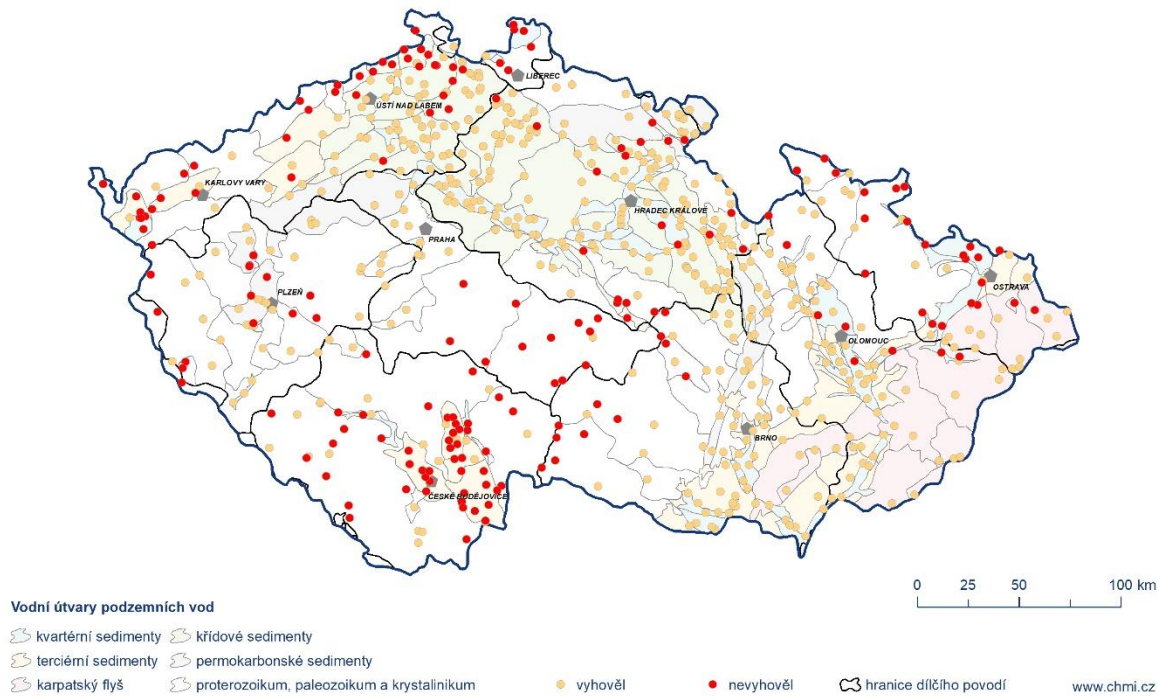 LIBEREC
ÚSTÍ NAD LABEM
KARLOVY VARY
HRADEC KRÁLOVÉ
PRAHA
PLZEŇ
OSTRAVA
OLOMOUC
BRNO
ČESKÉ BUDĚJOVICE
0 25 50 100 km
Vodní útvary podzemních vod
kvartérní sedimenty křídové sedimenty
terciérní sedimenty permokarbonské sedimenty
karpatský flyš proterozoikum, paleozoikum a krystalinikum vyhověl nevyhověl hranice dílčího povodí www.chmi.cz